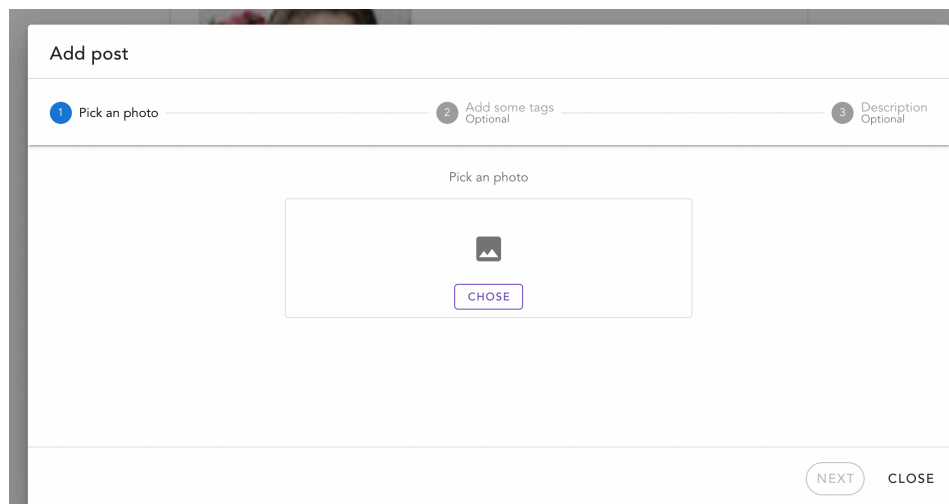 Add post
1 Pick an photo
2 Add some tags
Optional
3 Description
Optional
Pick an photo
CHOSE
NEXT CLOSE